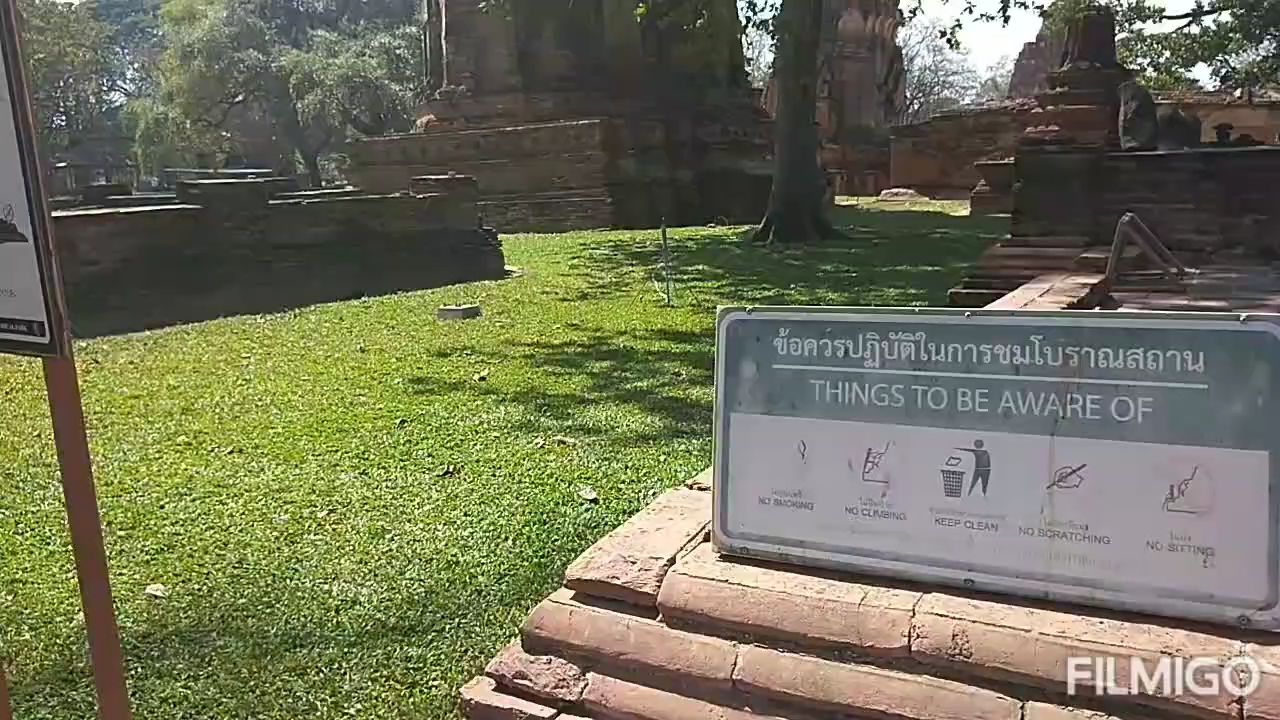 ข้อควรปฏิบัติในการชมโบราณสถาน
THINGS TO BE AWARE OF
NO SMOKING
NO CLIMBING
KEEP CLEAN
NO SCRATCHING
NO SITTING
FILMIGO